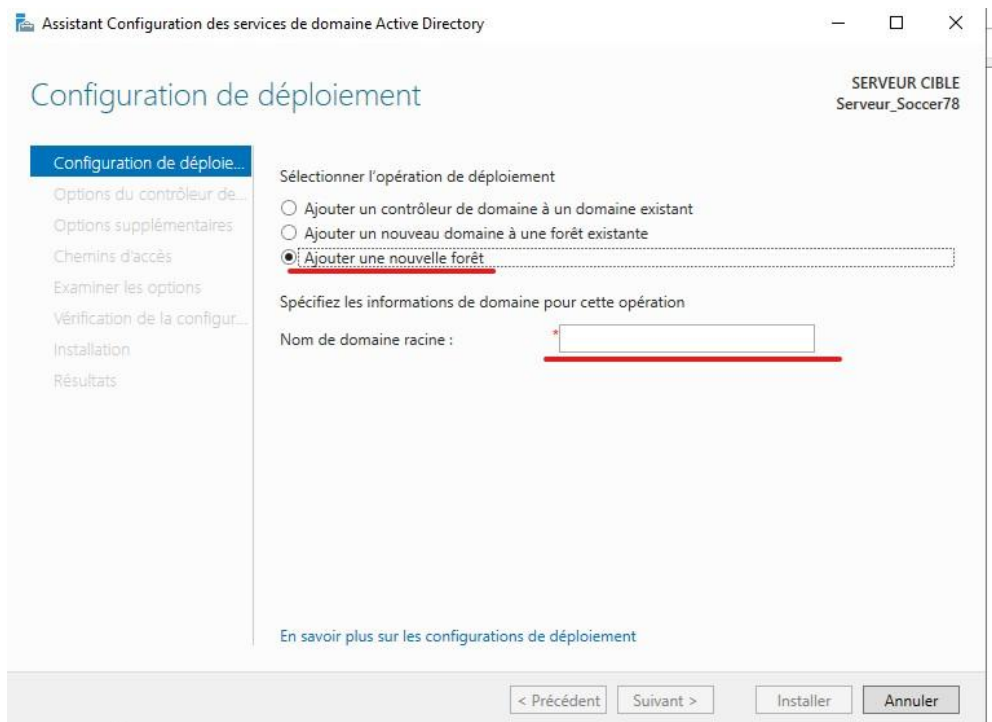 Assistant Configuration des services de domaine Active Directory
Configuration de déploiement
SERVEUR CIBLE
Serveur_Soccer78
Configuration de déploie...
Options du contrôleur de...
Options supplémentaires
Chemins d'accès
Examiner les options
Vérification de la configur...
Installation
Résultats
Sélectionner l'opération de déploiement
Ajouter un contrôleur de domaine à un domaine existant
Ajouter un nouveau domaine à une forêt existante
Ajouter une nouvelle forêt
Spécifiez les informations de domaine pour cette opération
Nom de domaine racine : *
En savoir plus sur les configurations de déploiement
< Précédent Suivant > Installer Annuler